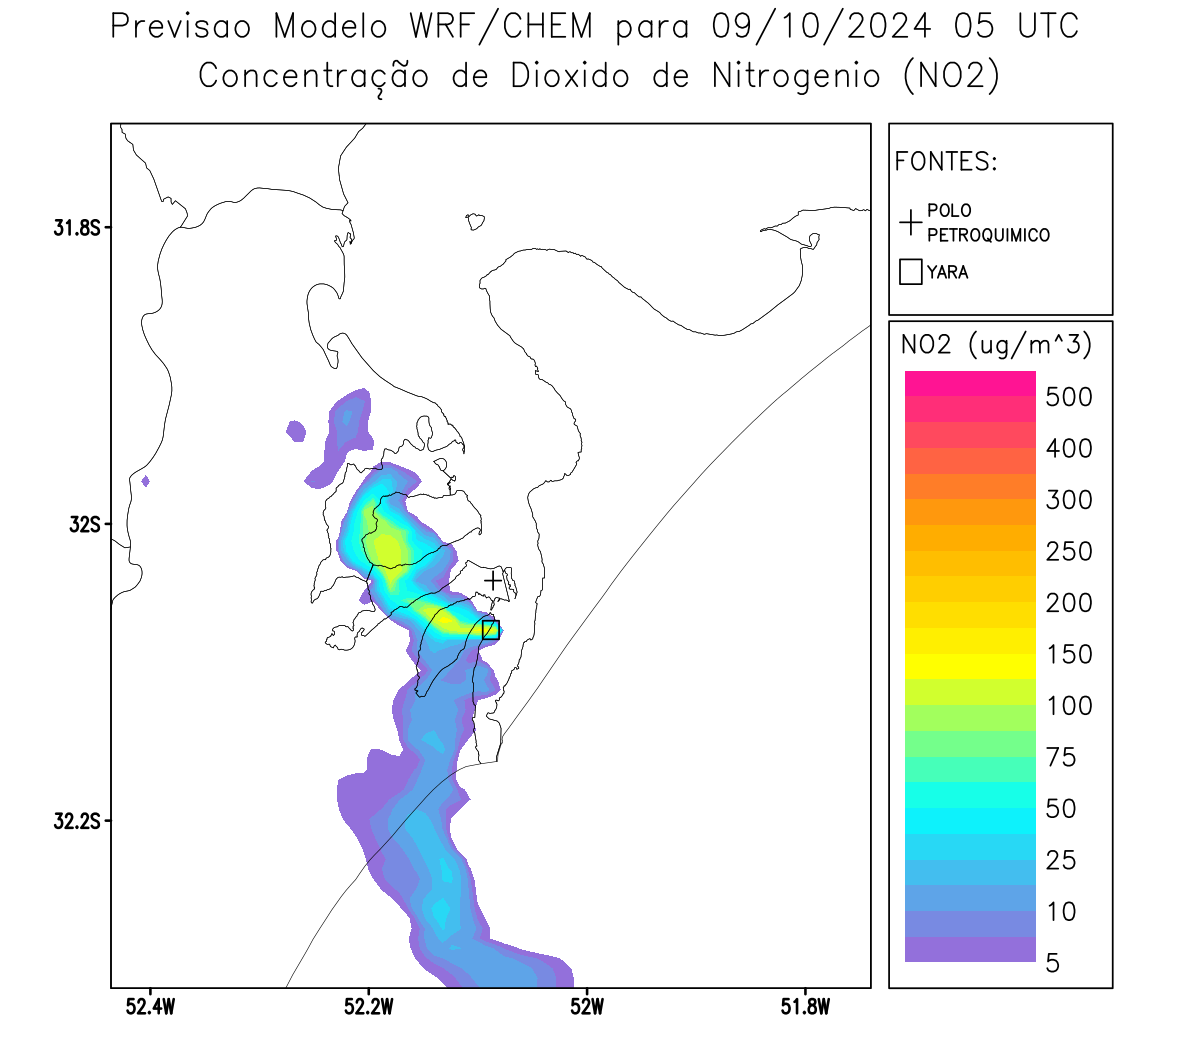 Previsao Modelo WRF/CHEM para 09/10/2024 05 UTC
Concentração de Dioxido de Nitrogenio (NO2)
FONTES:
POLO
PETROQUIMICO
YARA
NO2 (ug/m^3)
500
400
300
250
200
150
100
75
50
25
10
5
31.8S
32S
32.2S
52.4W
52.2W
52W
51.8W